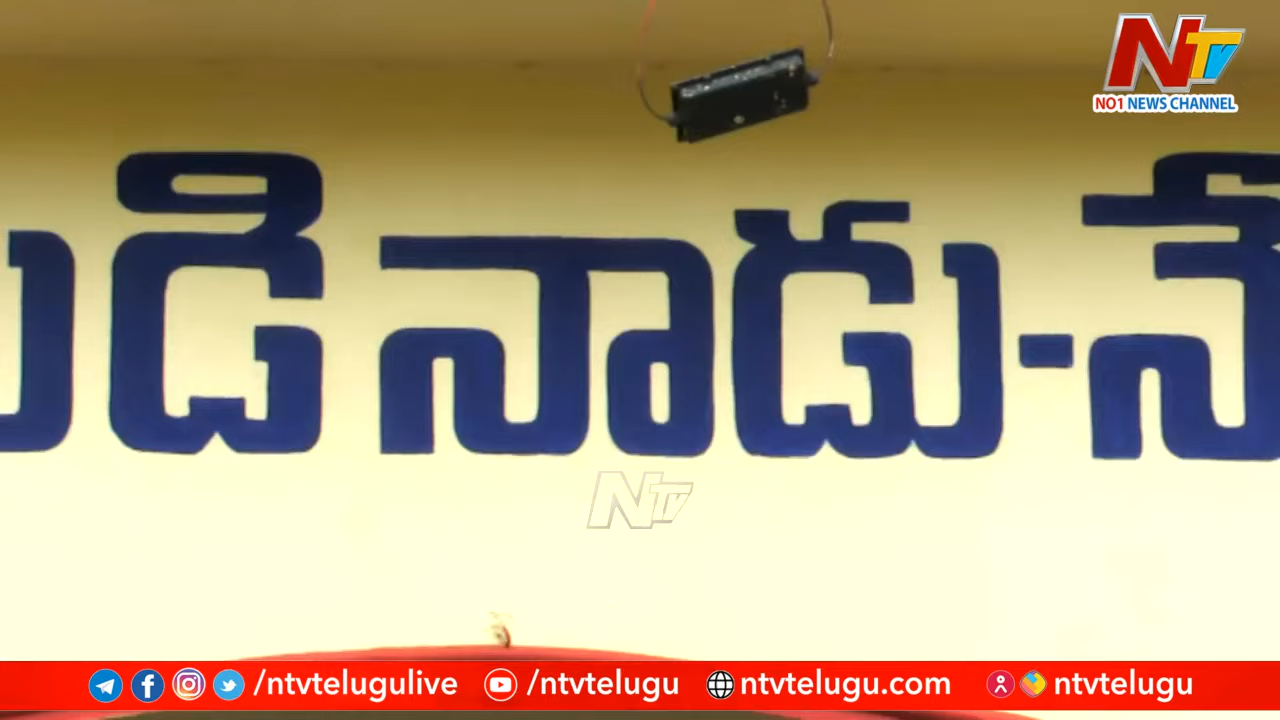 NTV
NO1 NEWS CHANNEL
డి నాడు-నే
NTV
/ntvtelugulive /ntvtelugu ntvtelugu.com ntvtelugu